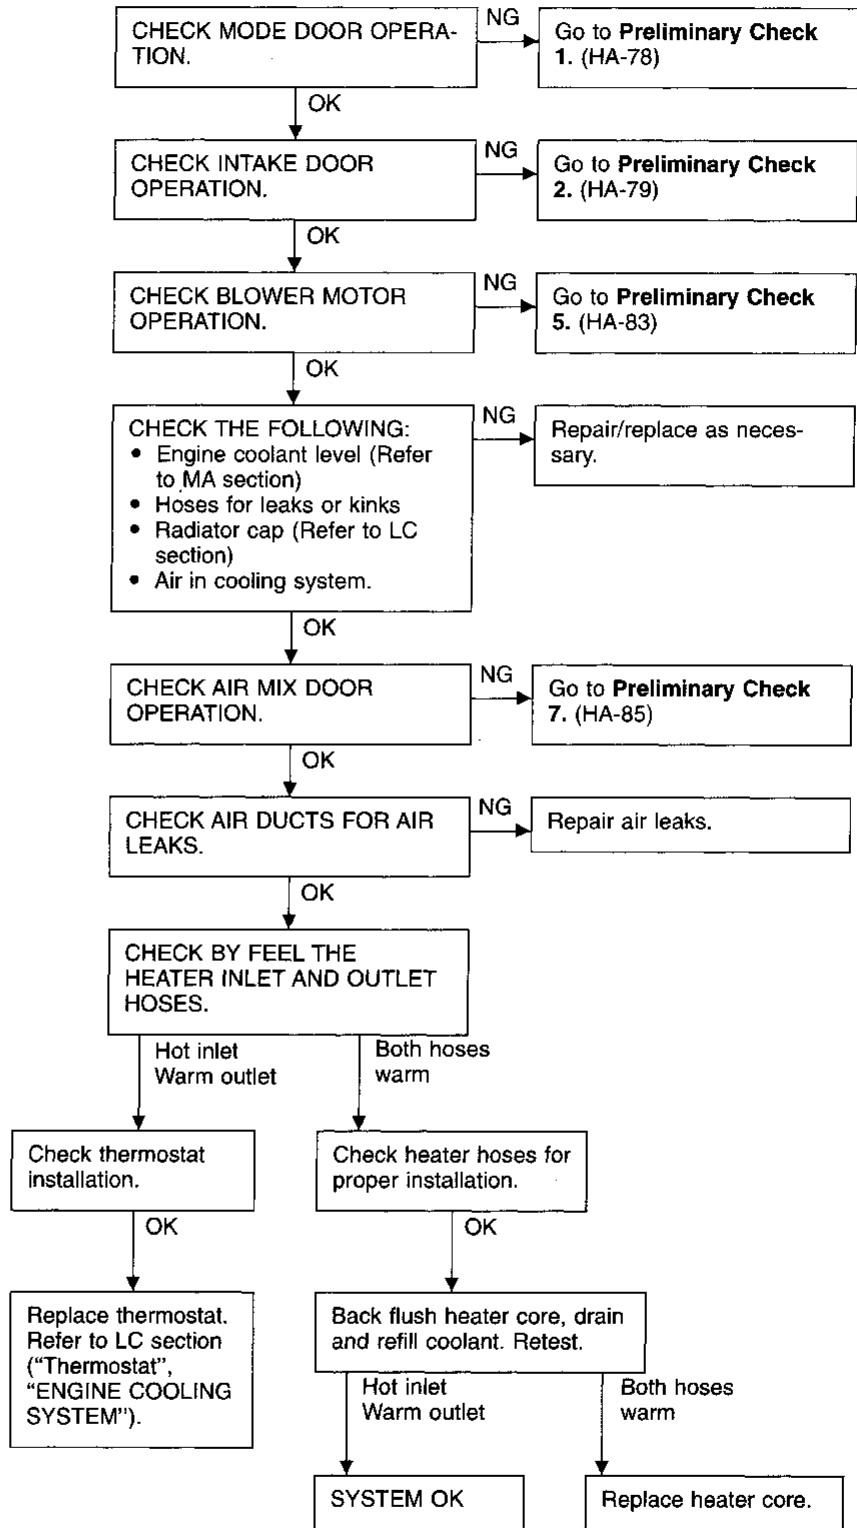 CHECK MODE DOOR OPERA-
TION.
NG
Go to Preliminary Check
1. (HA-78)
OK
CHECK INTAKE DOOR
OPERATION.
NG
Go to Preliminary Check
2. (HA-79)
OK
CHECK BLOWER MOTOR
OPERATION.
NG
Go to Preliminary Check
5. (HA-83)
OK
CHECK THE FOLLOWING:
• Engine coolant level (Refer
to MA section)
• Hoses for leaks or kinks
• Radiator cap (Refer to LC
section)
• Air in cooling system.
NG
Repair/replace as neces-
sary.
OK
CHECK AIR MIX DOOR
OPERATION.
NG
Go to Preliminary Check
7. (HA-85)
OK
CHECK AIR DUCTS FOR AIR
LEAKS.
NG
Repair air leaks.
OK
CHECK BY FEEL THE
HEATER INLET AND OUTLET
HOSES.
Hot inlet
Warm outlet
Both hoses
warm
Check thermostat
installation.
Check heater hoses for
proper installation.
OK
OK
Replace thermostat.
Refer to LC section
("Thermostat",
"ENGINE COOLING
SYSTEM").
Back flush heater core, drain
and refill coolant. Retest.
Hot inlet
Warm outlet
Both hoses
warm
SYSTEM OK
Replace heater core.